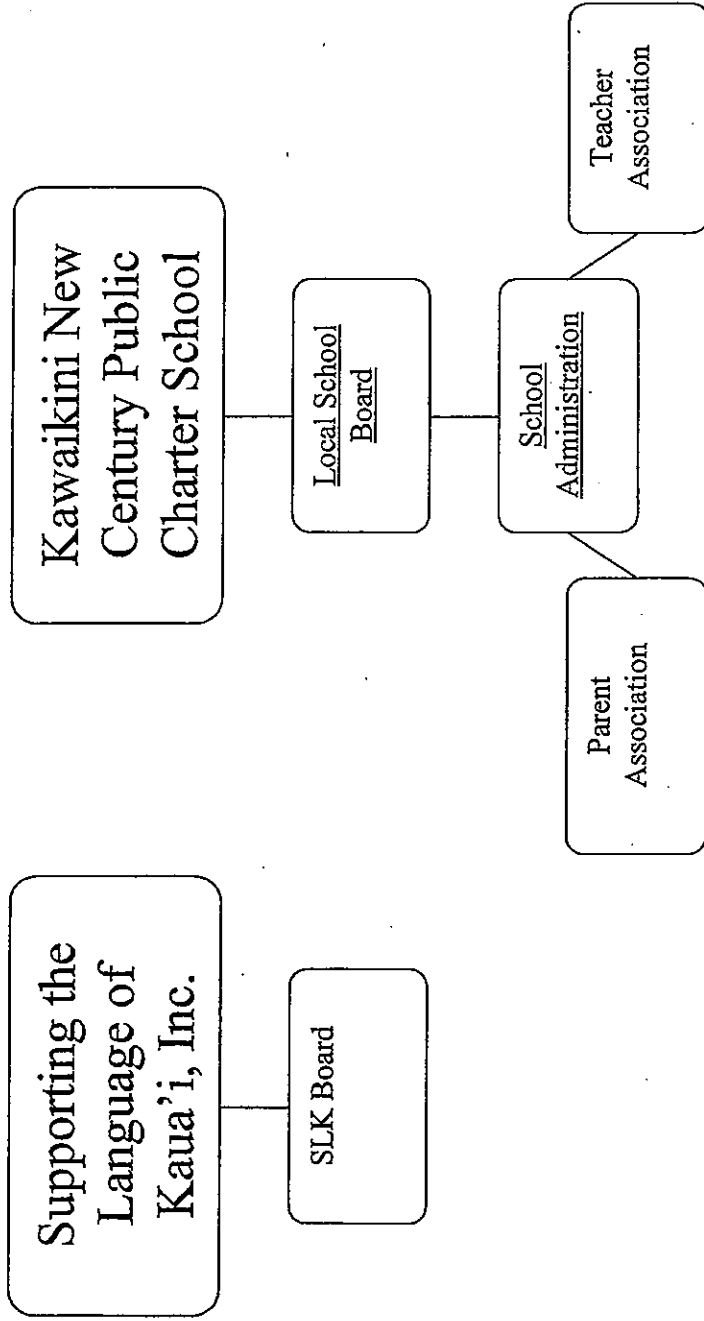 Supporting the
Language of
Kaua'i, Inc.
SLK Board
Kawaikini New
Century Public
Charter School
Local School
Board
School
Administration
Parent
Association
Teacher
Association